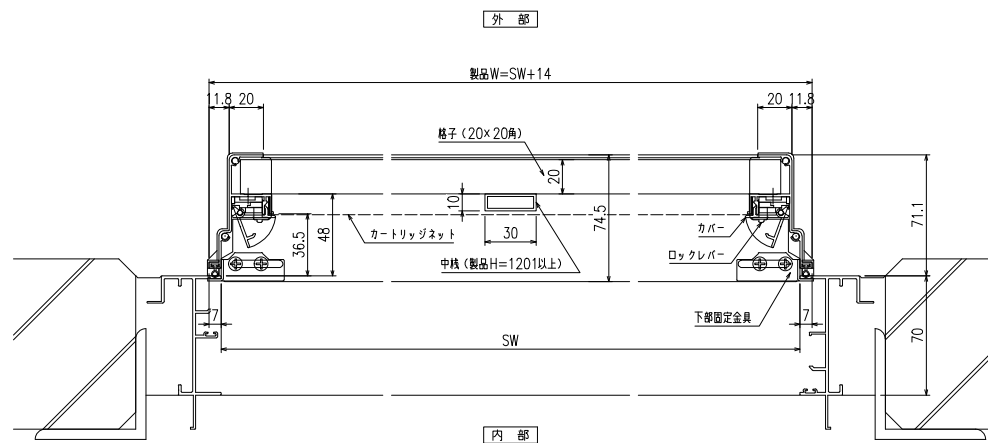 外 部
製品W=SW+14
11.8 20
20 11.8
格子（20×20角）
20
74.5
71.1
10
30
36.5
48
カートリッジネット
中桟（製品H=1201以上）
カバー
ロックレバー
下部固定金具
7
7
SW
70
内 部